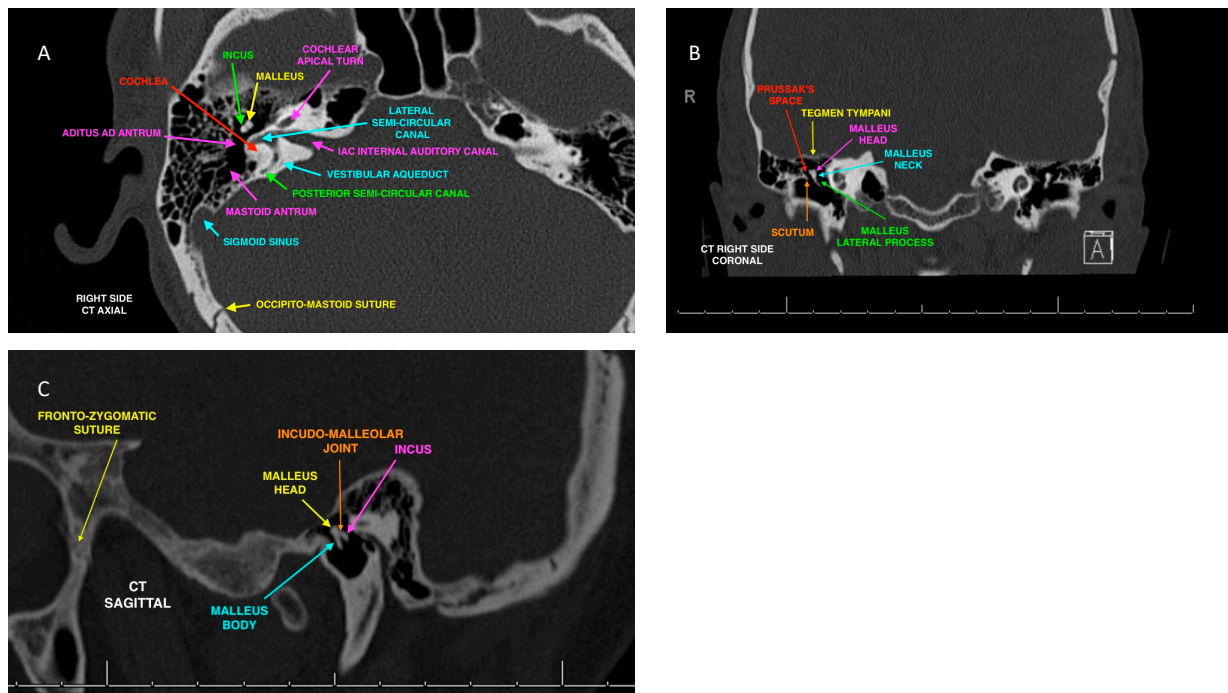 A
INCUS
COCHLEAR
APICAL TURN
MALLEUS
COCHLEA
LATERAL
SEMI-CIRCULAR
CANAL
ADITUS AD ANTRUM
IAC INTERNAL AUDITORY CANAL
VESTIBULAR AQUEDUCT
POSTERIOR SEMI-CIRCULAR CANAL
MASTOID ANTRUM
SIGMOID SINUS
RIGHT SIDE
CT AXIAL
OCCIPITO-MASTOID SUTURE
B
R
PRUSSAK'S
SPACE
TEGMEN TYMPANI
MALLEUS
HEAD
MALLEUS
NECK
SCUTUM
MALLEUS
LATERAL PROCESS
CT RIGHT SIDE
CORONAL
A
C
FRONTO-ZYGOMATIC
SUTURE
INCUDO-MALLEOLAR
JOINT
INCUS
MALLEUS
HEAD
CT
SAGITTAL
MALLEUS
BODY